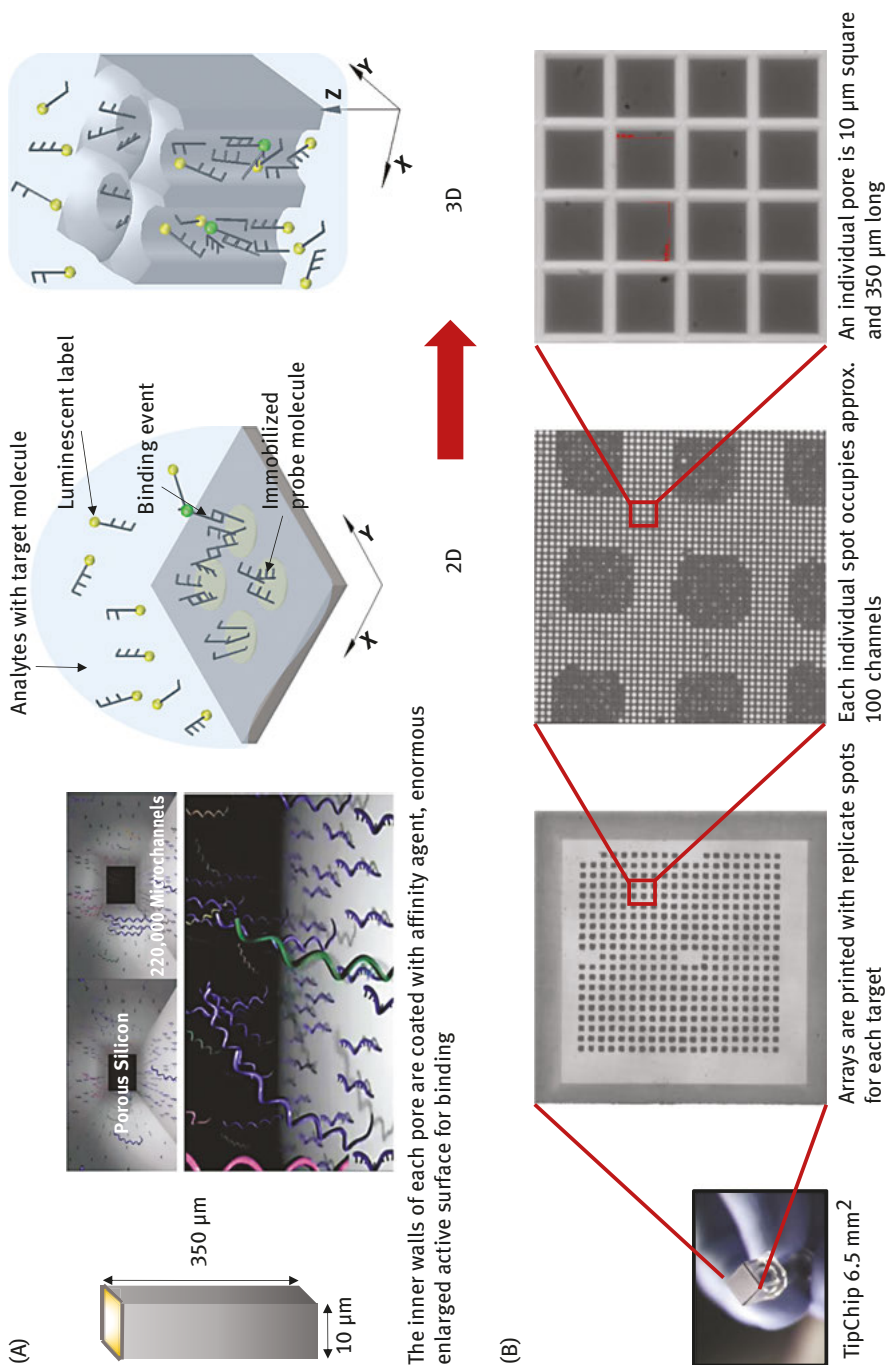 (A)
350 µm
10 µm
Porous Silicon
220,000 Microchannels
The inner walls of each pore are coated with affinity agent, enormous
enlarged active surface for binding
Analytes with target molecule
Luminescent label
Binding event
Immobilized
probe molecule
X
Y
2D
Z
X
Y
3D
(B)
TipChip 6.5 mm²
Arrays are printed with replicate spots
for each target
Each individual spot occupies approx.
100 channels
An individual pore is 10 µm square
and 350 µm long